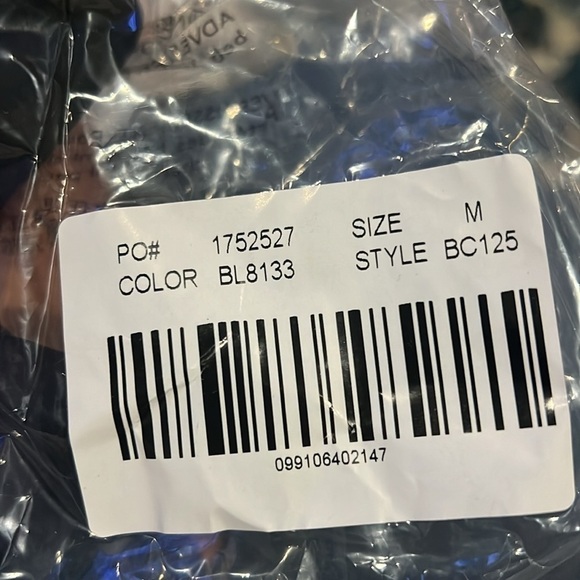 PO# 1752527 SIZE M
COLOR BL8133 STYLE BC125
099106402147